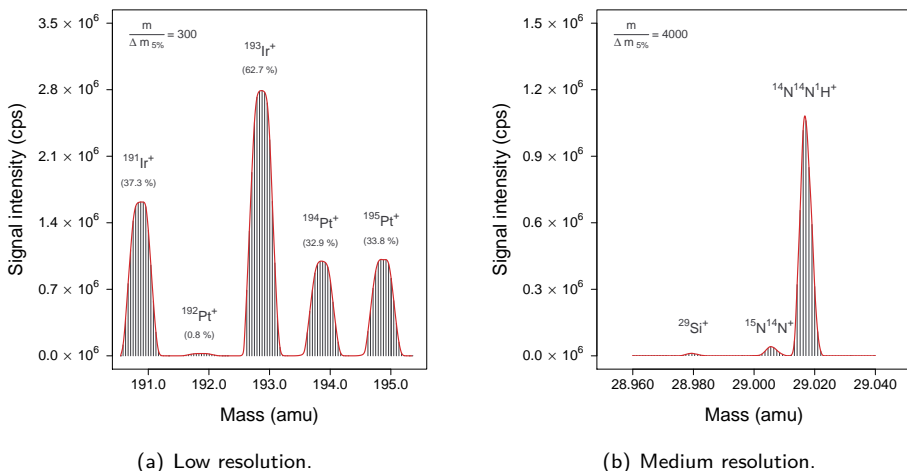 3.5 × 10⁶
2.8 × 10⁶
2.1 × 10⁶
1.4 × 10⁶
0.7 × 10⁶
0.0 × 10⁶
Signal intensity (cps)
m / Δ m 5% = 300
¹⁹¹Ir⁺
(37.3 %)
¹⁹²Pt⁺
(0.8 %)
¹⁹³Ir⁺
(62.7 %)
¹⁹⁴Pt⁺
(32.9 %)
¹⁹⁵Pt⁺
(33.8 %)
191.0 192.0 193.0 194.0 195.0
Mass (amu)
(a) Low resolution.
1.5 × 10⁶
1.2 × 10⁶
0.9 × 10⁶
0.6 × 10⁶
0.3 × 10⁶
0.0 × 10⁶
Signal intensity (cps)
m / Δ m 5% = 4000
²⁹Si⁺
¹⁵N¹⁴N⁺
¹⁴N¹⁴N¹H⁺
28.960 28.980 29.000 29.020 29.040
Mass (amu)
(b) Medium resolution.